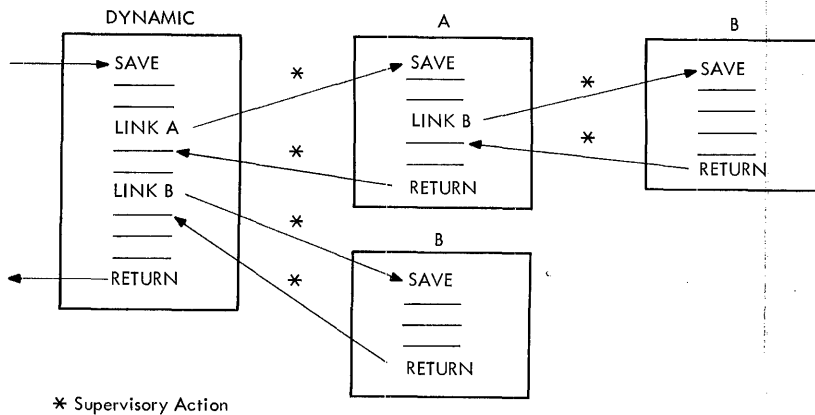 DYNAMIC
SAVE
LINK A
LINK B
RETURN
A
SAVE
LINK B
RETURN
B
SAVE
RETURN
B
SAVE
RETURN
*
*
*
*
*
*
* Supervisory Action